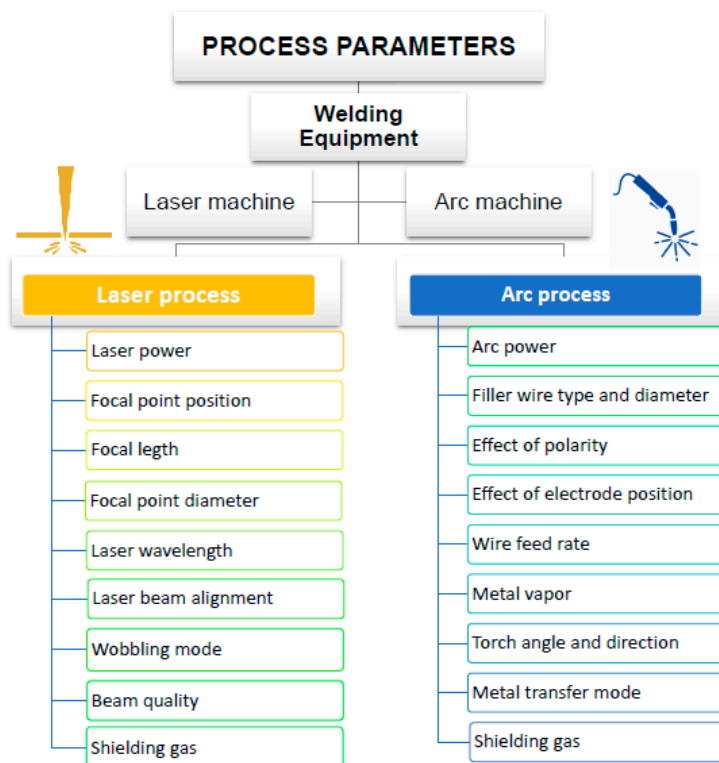 PROCESS PARAMETERS
Welding
Equipment
Laser machine
Arc machine
Laser process
Laser power
Focal point position
Focal legth
Focal point diameter
Laser wavelength
Laser beam alignment
Wobbling mode
Beam quality
Shielding gas
Arc process
Arc power
Filler wire type and diameter
Effect of polarity
Effect of electrode position
Wire feed rate
Metal vapor
Torch angle and direction
Metal transfer mode
Shielding gas